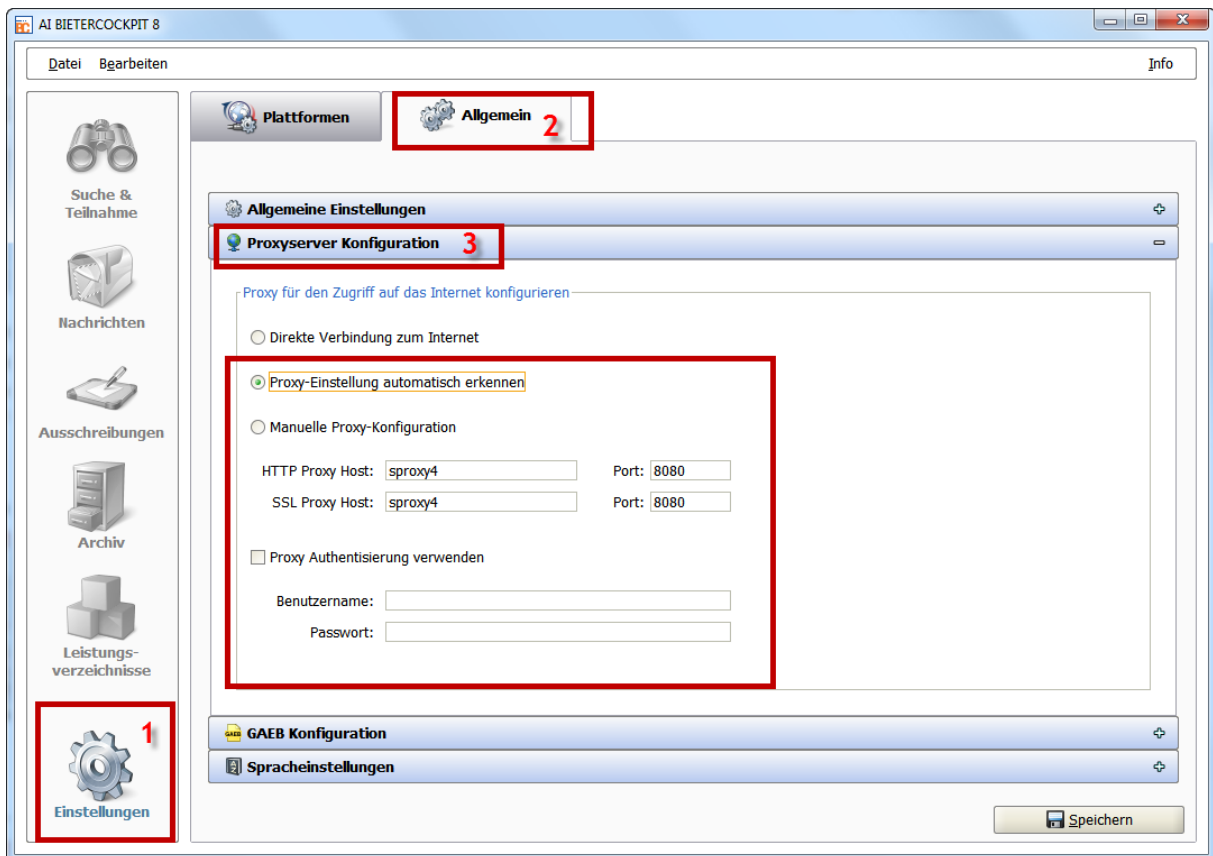 AI BIETERCOCKPIT 8
Datei Bearbeiten Info
Plattformen
Allgemein 2
Suche &
Teilnahme
Nachrichten
Ausschreibungen
Archiv
Leistungs-
verzeichnisse
1
Einstellungen
Allgemeine Einstellungen
Proxyserver Konfiguration 3
Proxy für den Zugriff auf das Internet konfigurieren
Direkte Verbindung zum Internet
Proxy-Einstellung automatisch erkennen
Manuelle Proxy-Konfiguration
HTTP Proxy Host: sproxy4 Port: 8080
SSL Proxy Host: sproxy4 Port: 8080
Proxy Authentisierung verwenden
Benutzername:
Passwort:
GAEB GAEB Konfiguration
Spracheinstellungen
Speichern